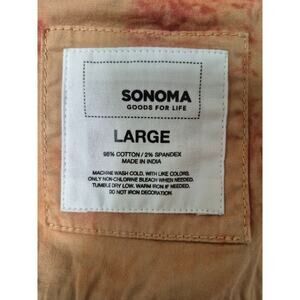 SONOMA
GOODS FOR LIFE
LARGE
98% COTTON / 2% SPANDEX
MADE IN INDIA
MACHINE WASH COLD, WITH LIKE COLORS.
ONLY NON-CHLORINE BLEACH WHEN NEEDED.
TUMBLE DRY LOW. WARM IRON IF NEEDED.
DO NOT IRON DECORATION.